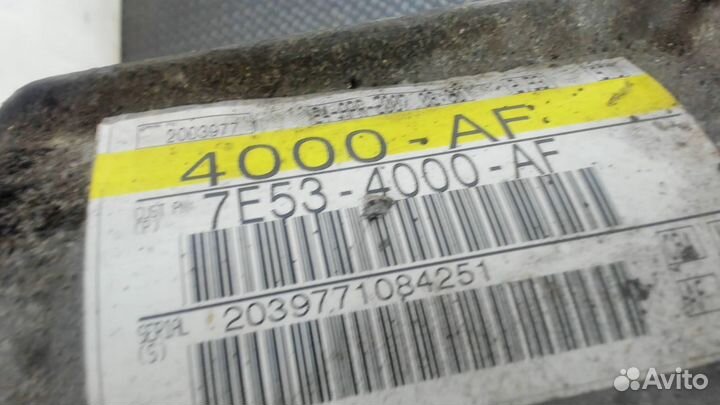 2003977
4000-AF
CUST PN: 7E53-4000-AF
(P)
SERIAL 2039771084251
(S)
Avito